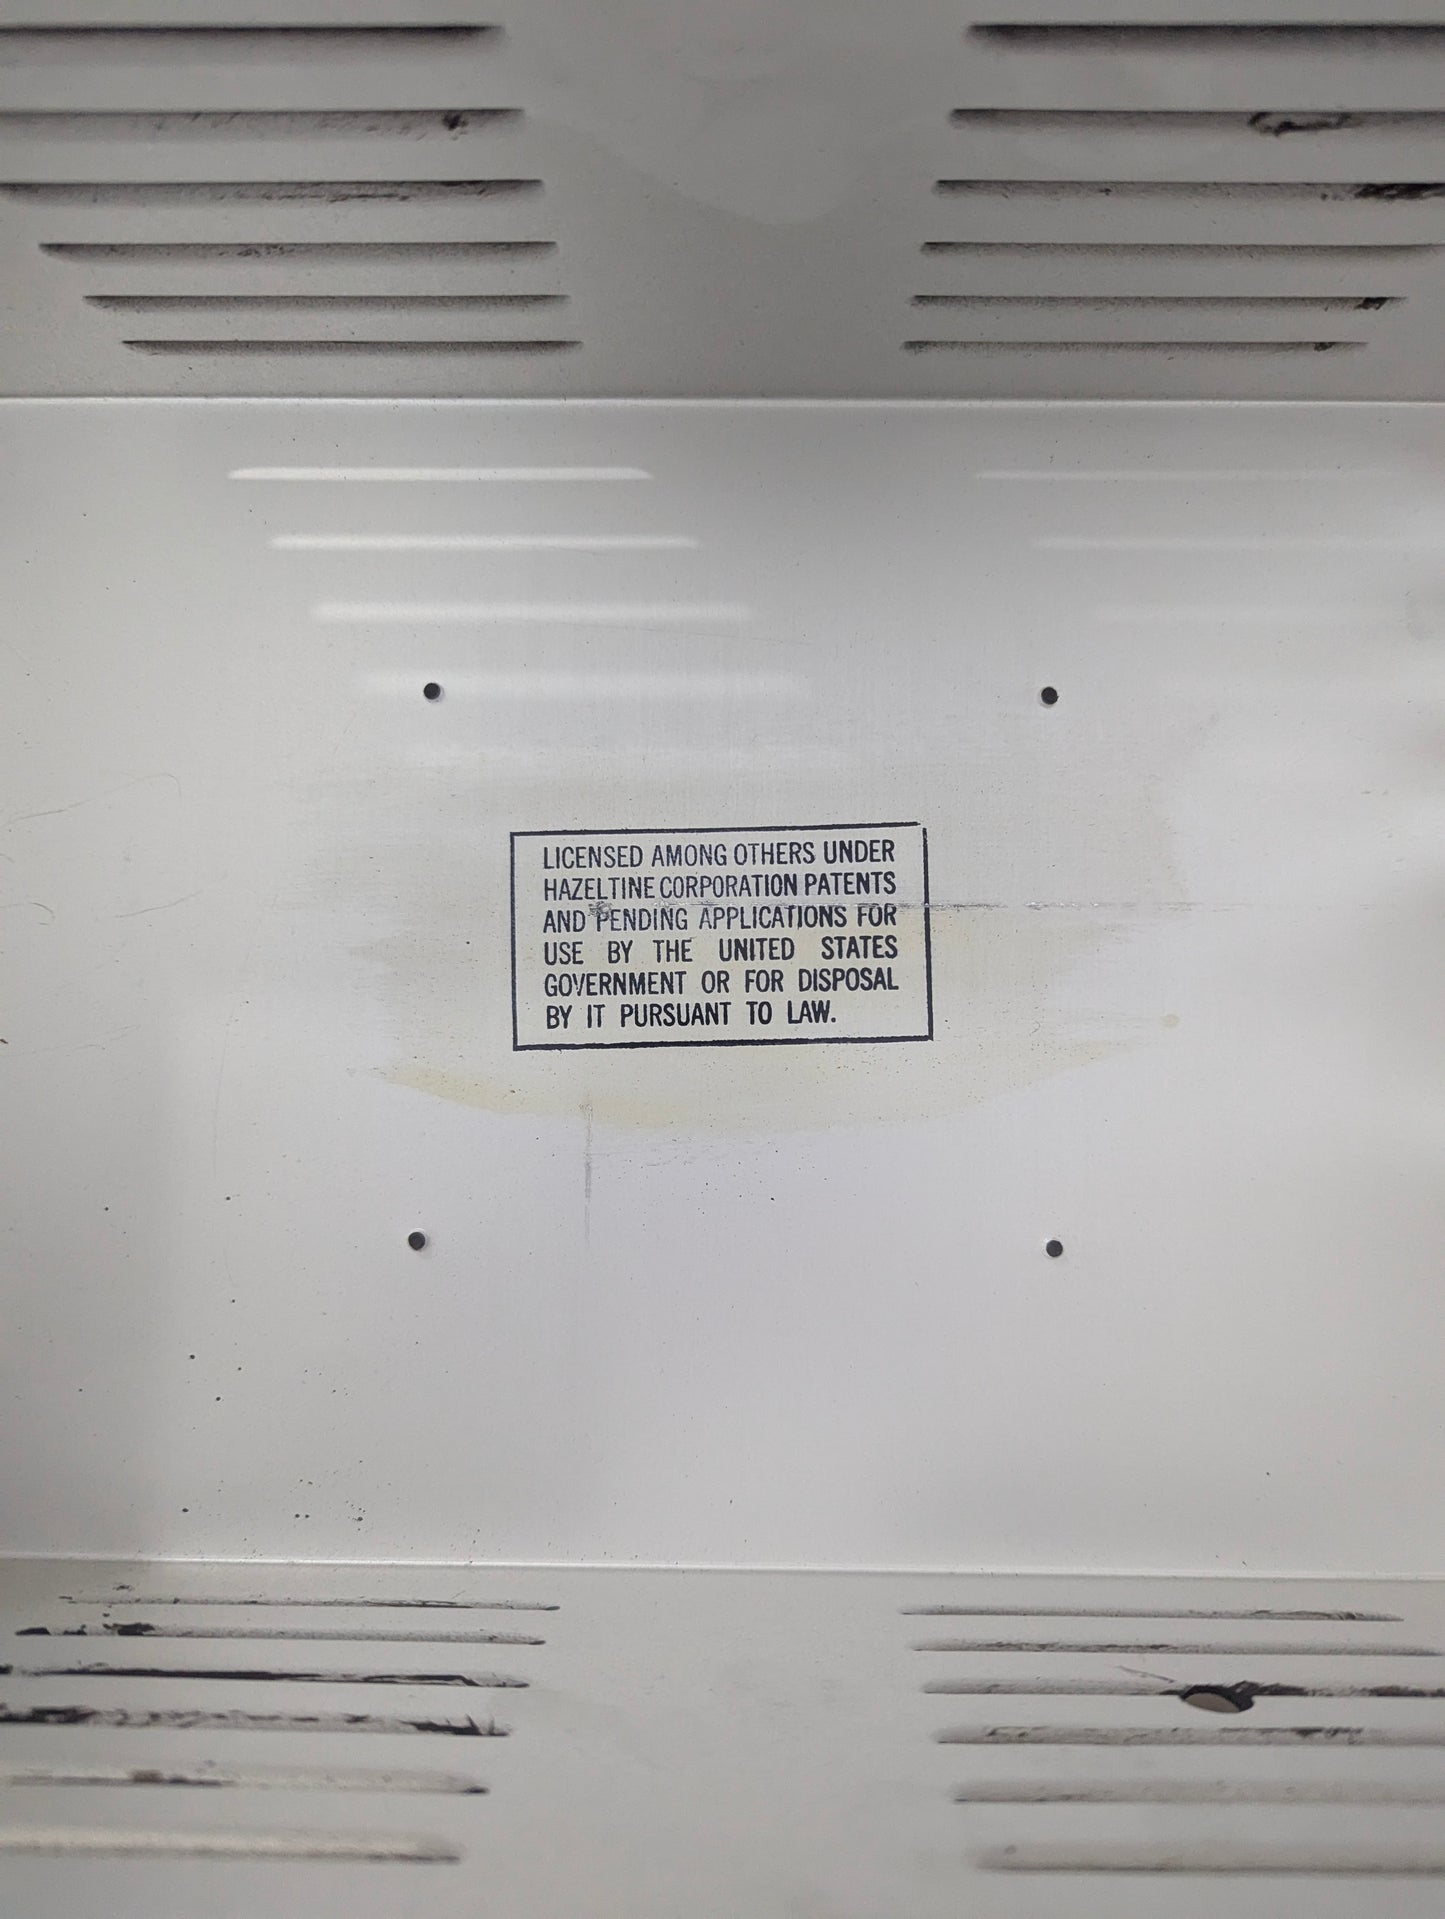 LICENSED AMONG OTHERS UNDER
HAZELTINE CORPORATION PATENTS
AND PENDING APPLICATIONS FOR
USE BY THE UNITED STATES
GOVERNMENT OR FOR DISPOSAL
BY IT PURSUANT TO LAW.